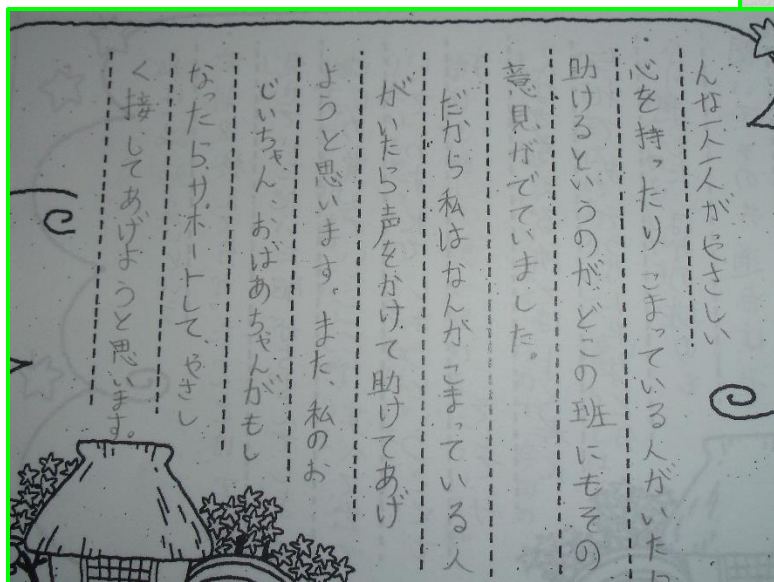 んな一人一人がやさしい
心を持ったり、こまっている人がいたら
助けるというのが、どこの班にもその
意見がでていました。
だから私はなんか、こまっている人
がいたら声をかけて助けてあげ
ようと思います。また、私のお
じいちゃん、おばあちゃんがもし
なったらサポートして、やさし
く接してあげようと思います。